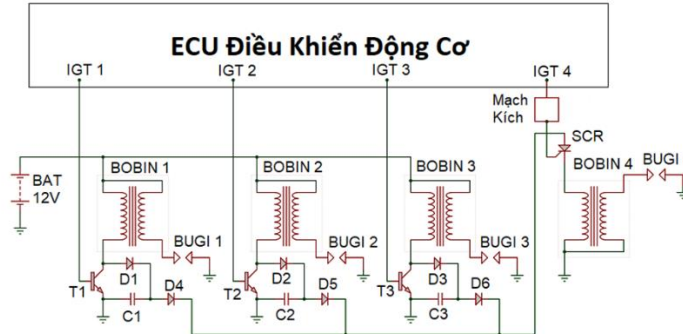 ECU Điều Khiển Động Cơ
IGT 1
IGT 2
IGT 3
IGT 4
Mạch
Kích
SCR
BAT
12V
BOBIN 1
BOBIN 2
BOBIN 3
BOBIN 4
BUGI
BUGI 1
BUGI 2
BUGI 3
T1
D1
C1
D4
T2
D2
C2
D5
T3
D3
C3
D6